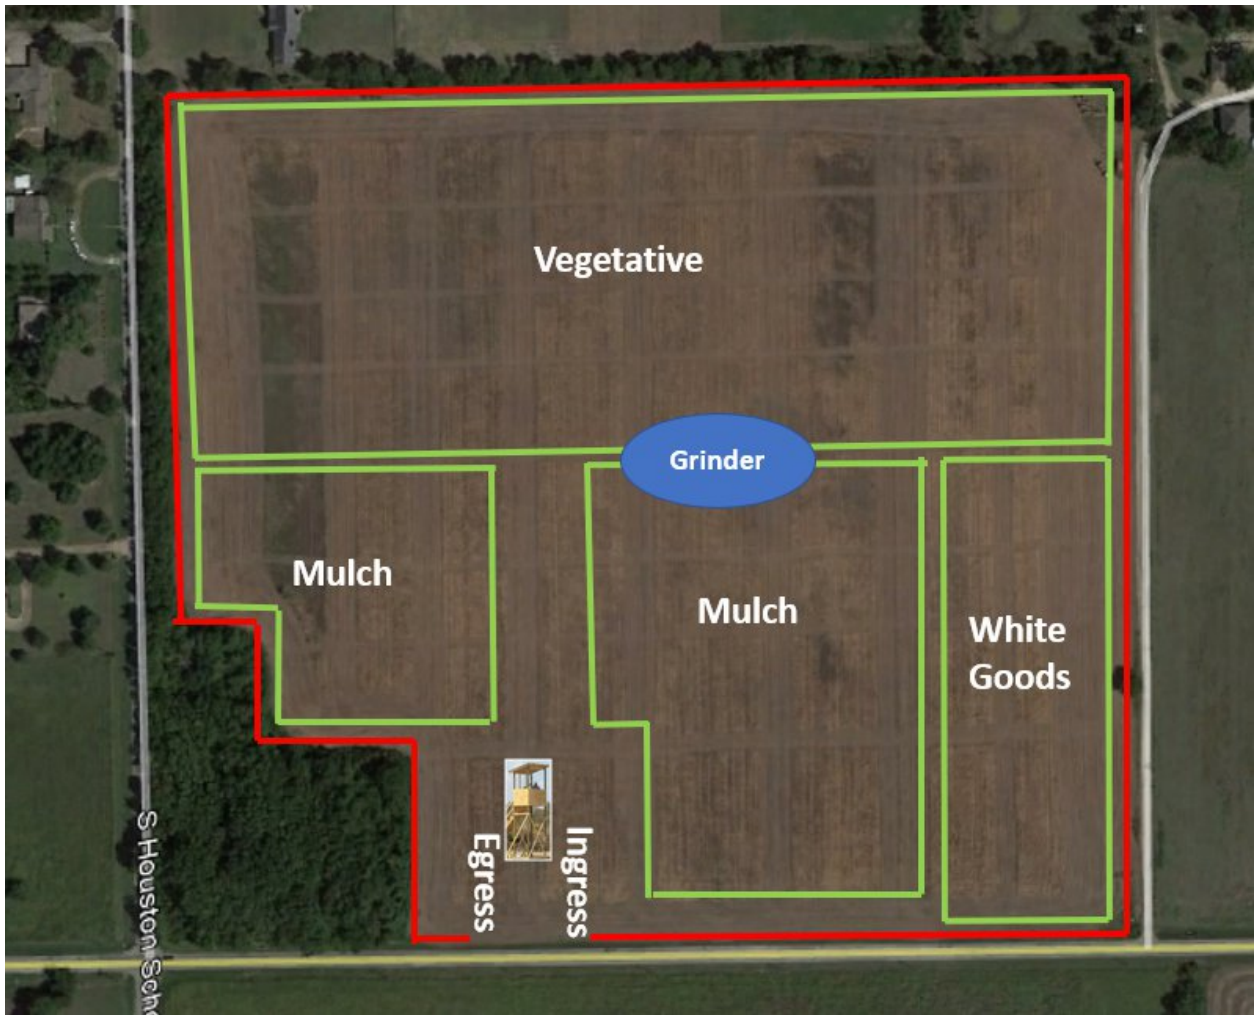 Vegetative
Grinder
Mulch
Mulch
White
Goods
Egress
Ingress
S Houston Scho